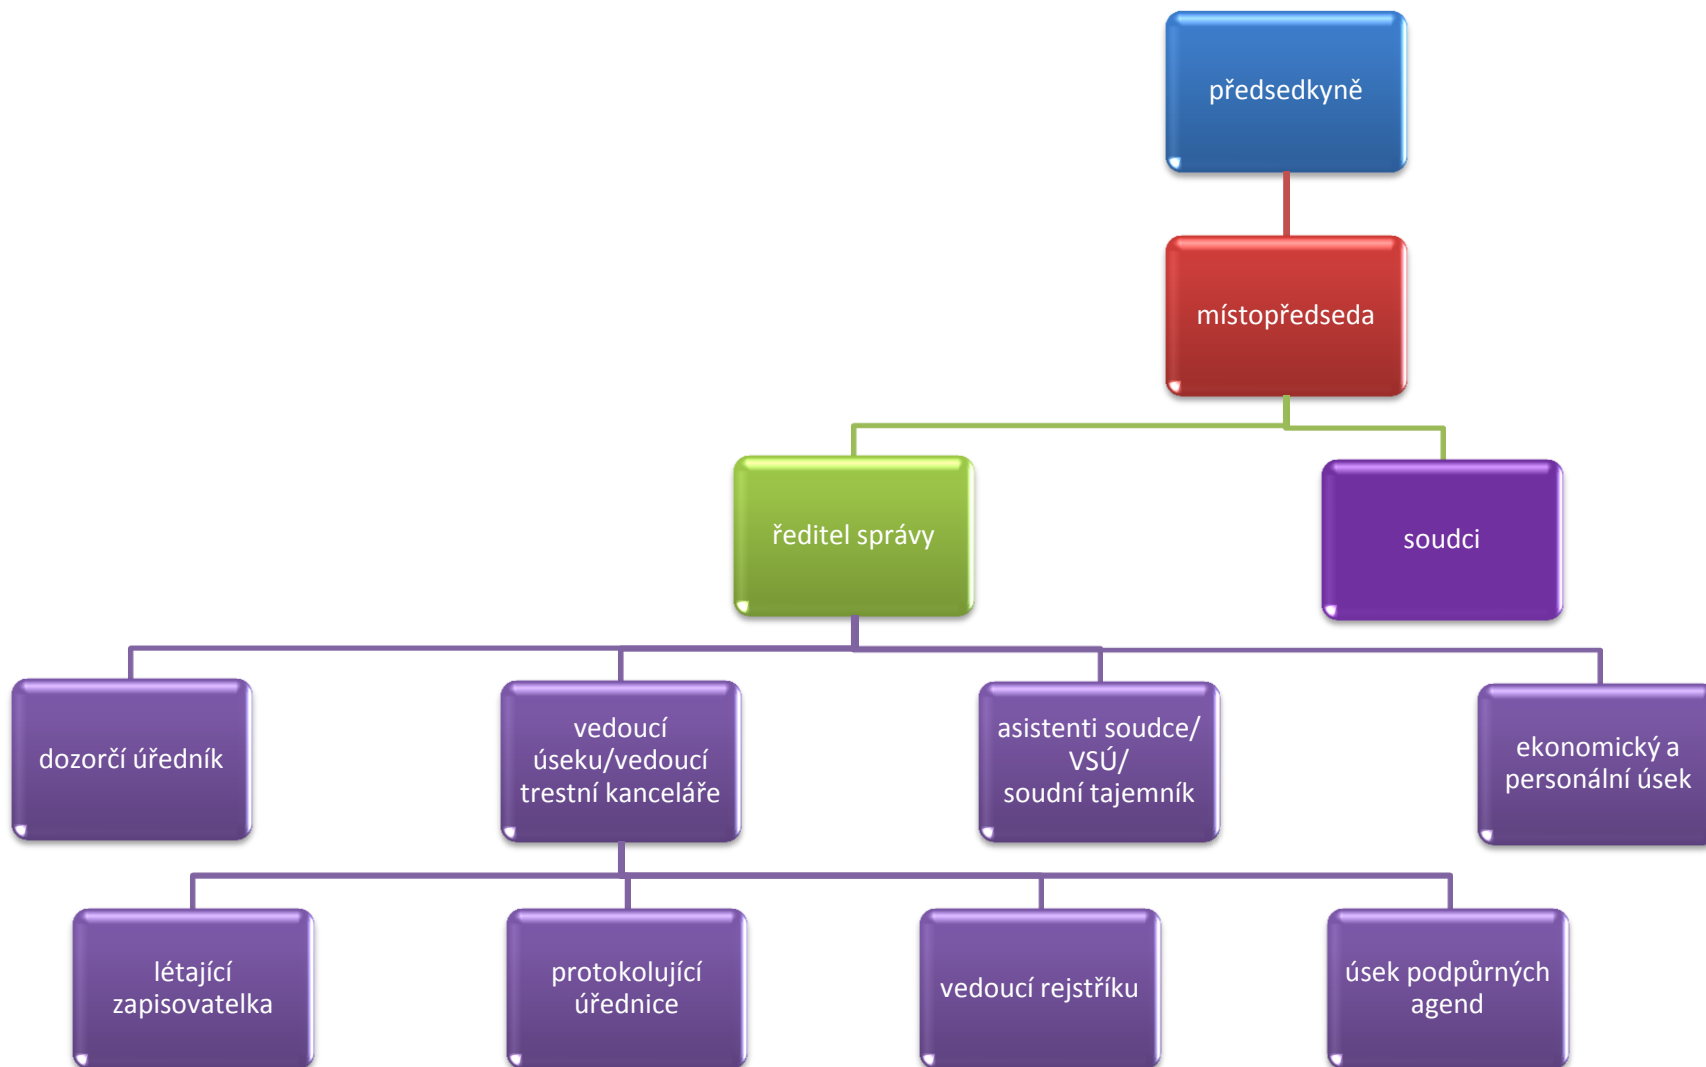 předsedkyně
místopředseda
ředitel správy
soudci
dozorčí úředník
vedoucí
úseku/vedoucí
trestní kanceláře
asistenti soudce/
VSÚ/
soudní tajemník
ekonomický a
personální úsek
létající
zapisovatelka
protokolující
úřednice
vedoucí rejstříku
úsek podpůrných
agend